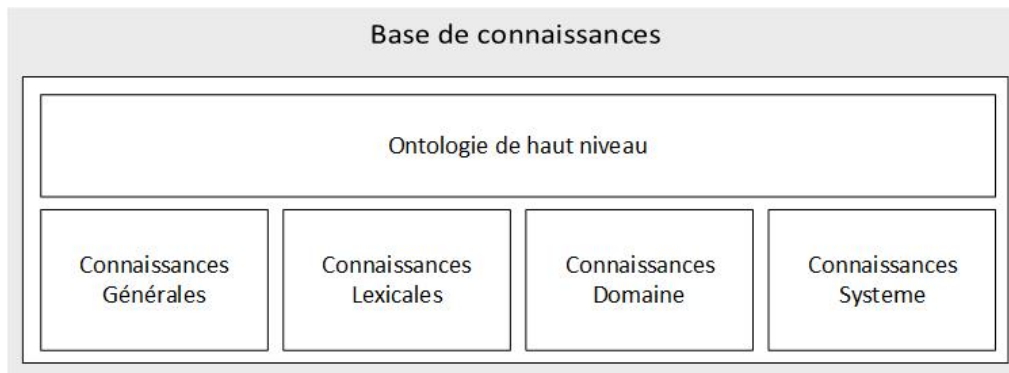 Base de connaissances
Ontologie de haut niveau
Connaissances
Générales
Connaissances
Lexicales
Connaissances
Domaine
Connaissances
Systeme